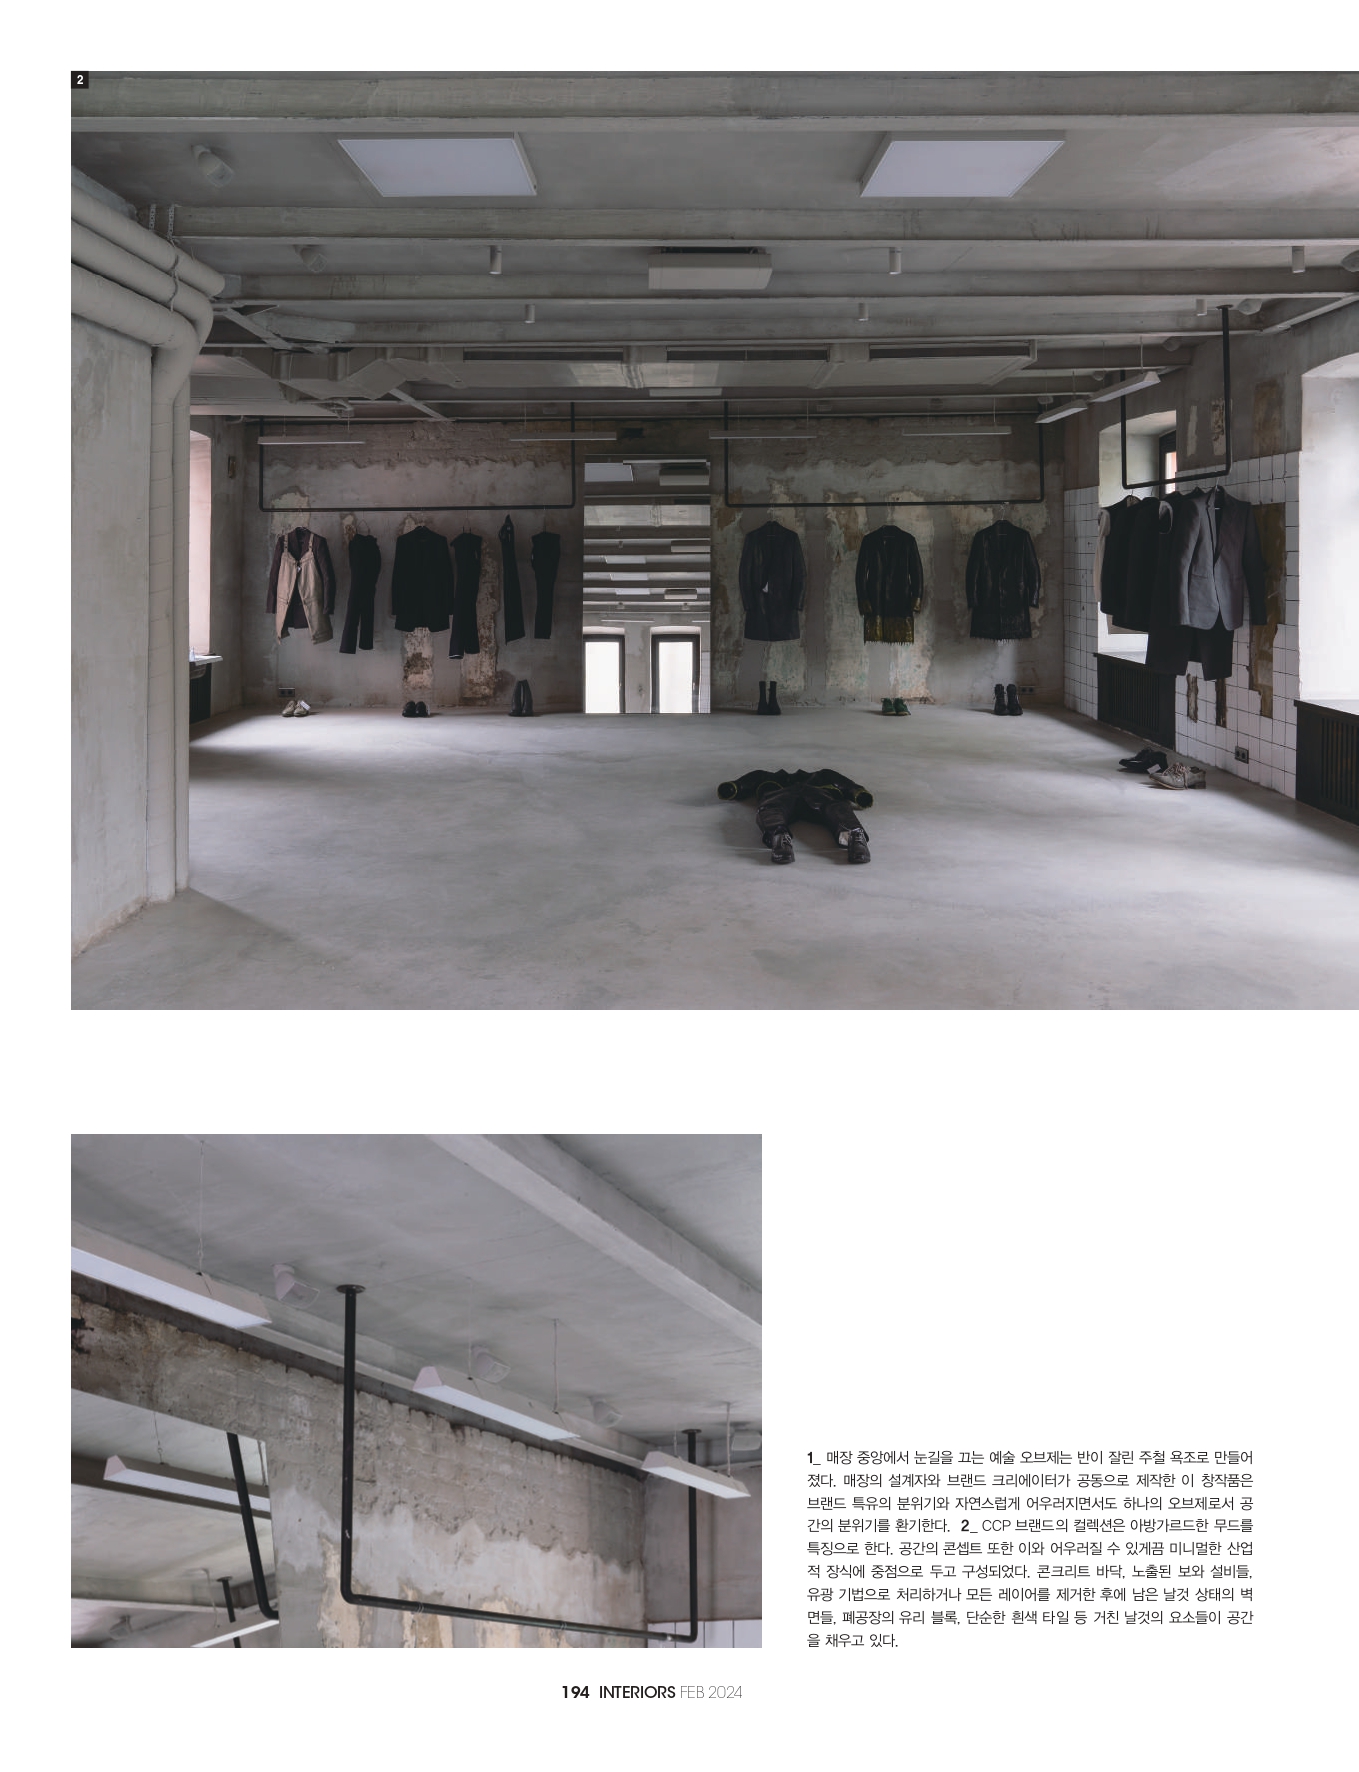 2
1_ 매장 중앙에서 눈길을 끄는 예술 오브제는 반이 잘린 주철 욕조로 만들어
졌다. 매장의 설계자와 브랜드 크리에이터가 공동으로 제작한 이 창작품은
브랜드 특유의 분위기와 자연스럽게 어우러지면서도 하나의 오브제로서 공
간의 분위기를 환기한다. 2_ CCP 브랜드의 컬렉션은 아방가르드한 무드를
특징으로 한다. 공간의 콘셉트 또한 이와 어우러질 수 있게끔 미니멀한 산업
적 장식에 중점으로 두고 구성되었다. 콘크리트 바닥, 노출된 보와 설비들,
유광 기법으로 처리하거나 모든 레이어를 제거한 후에 남은 날것 상태의 벽
면들, 폐공장의 유리 블록, 단순한 흰색 타일 등 거친 날것의 요소들이 공간
을 채우고 있다.
194 INTERIORS FEB 2024